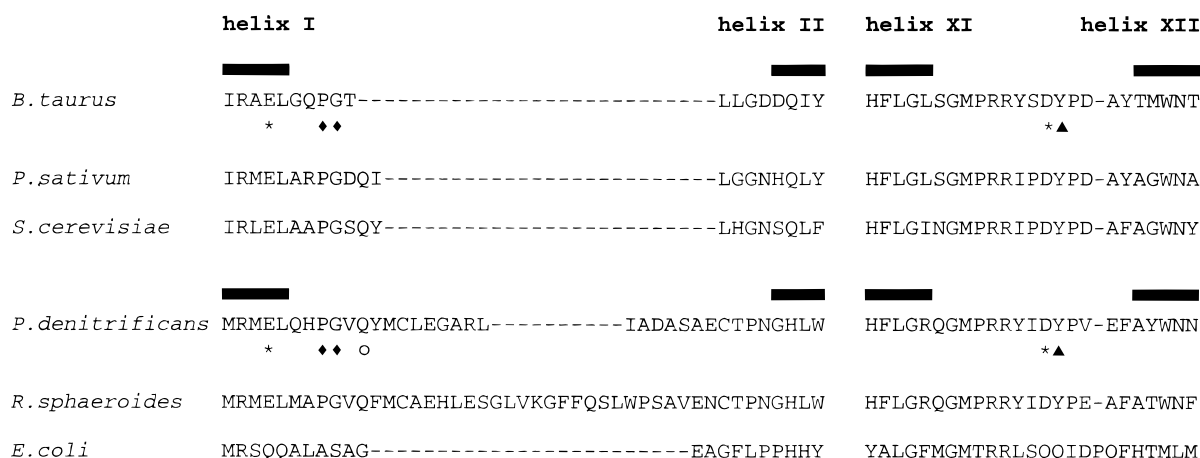 helix I helix II helix XI helix XII
B.taurus IRAELGQPGT---------------------------LLGDDQIY HFLGLSGMPRRYSDYPD-AYTMWNT
* ♦♦ *▲
P.sativum IRMELARPGDQI-------------------------LGGNHQLY HFLGLSGMPRRIPDYPD-AYAGWNA
S.cerevisiae IRLELAAPGSQY-------------------------LHGNSQLF HFLGINGMPRRIPDYPD-AFAGWNY
P.denitrificans MRMELQHPGVQYMCLEGARL----------IADASAECTPNGHLW HFLGRQGMPRRYIDYPV-EFAYWNN
* ♦♦ ○ *▲
R.sphaeroides MRMELMAPGVQFMCAEHLESGLVKGFFQSLWPSAVENCTPNGHLW HFLGRQGMPRRYIDYPE-AFATWNF
E.coli MRSQQALASAG------------------------EAGFLPPHHY YALGFMGMTRRLSQQIDPQFHTMLM